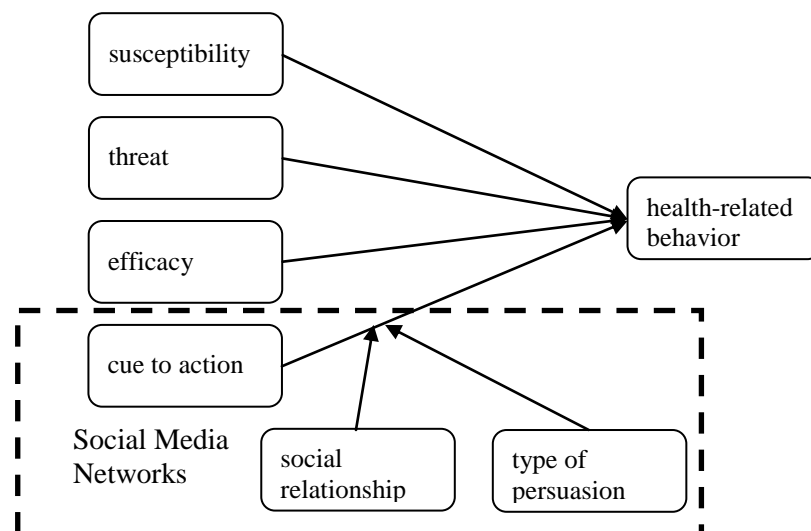 susceptibility
threat
efficacy
health-related
behavior
cue to action
Social Media
Networks
social
relationship
type of
persuasion